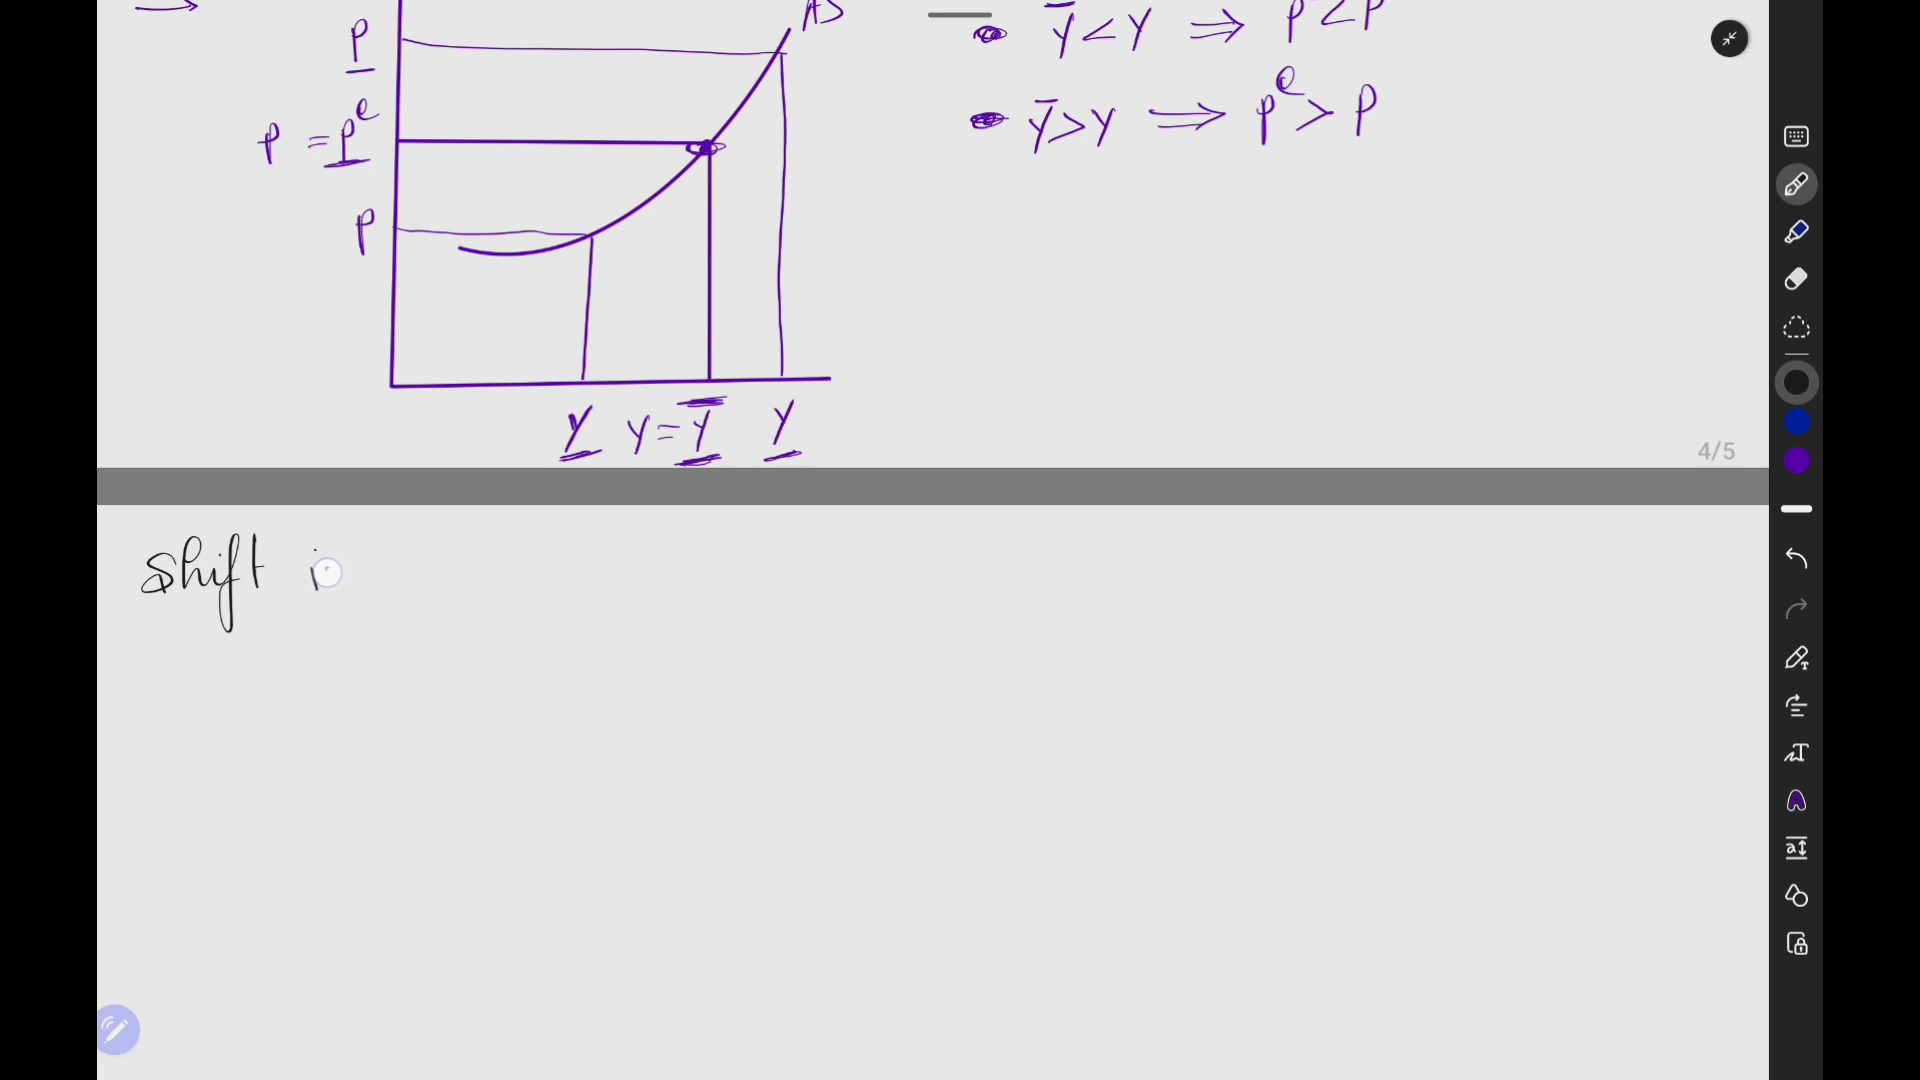 P AS
Ȳ < Y ⇒ P^e < P
P = P^e
Ȳ > Y ⇒ P^e > P
P
Y Y = Ȳ Y
4/5
Shift i